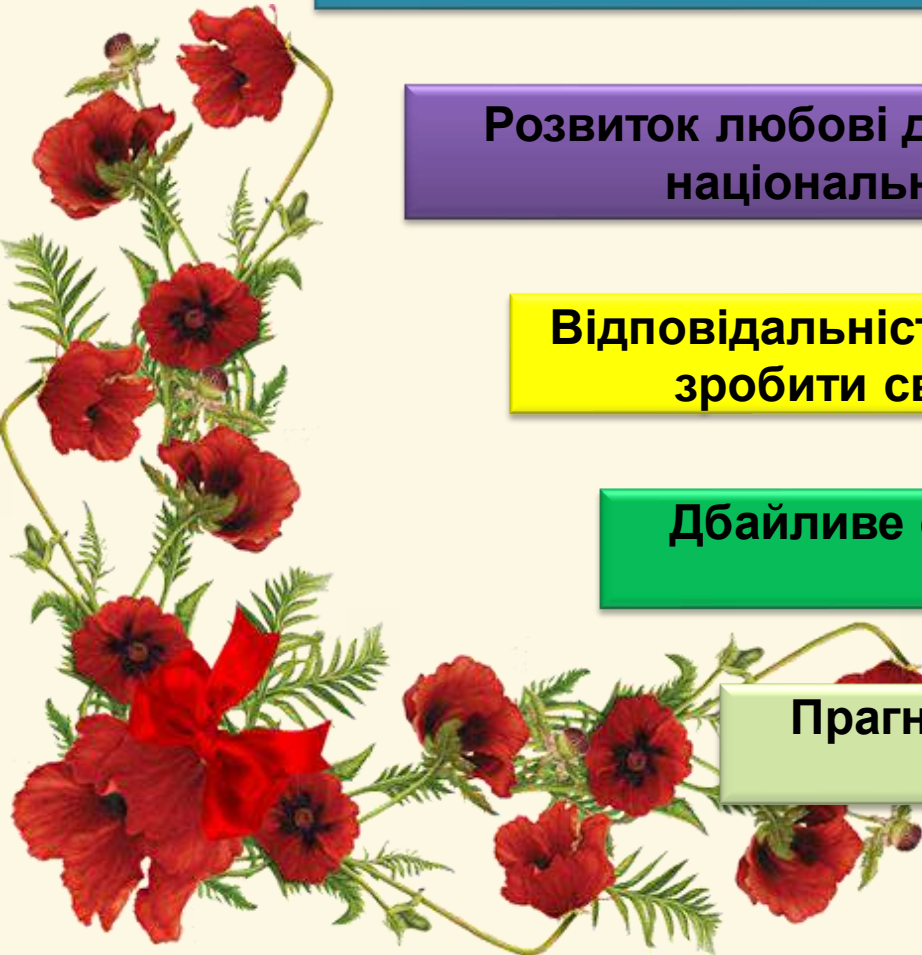 Розвиток любові д
національн
Відповідальніст
зробити св
Дбайливе
Прагн